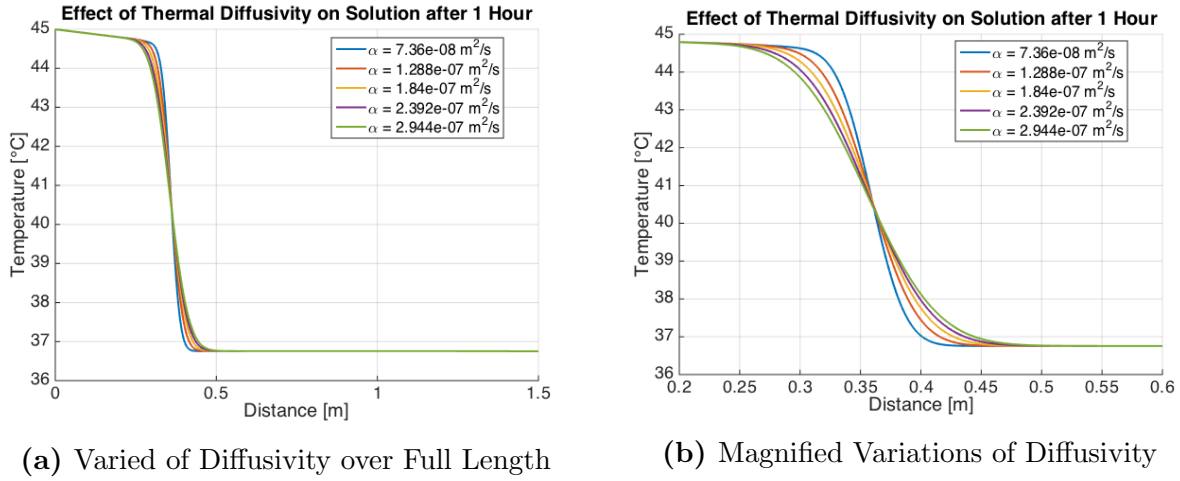 Effect of Thermal Diffusivity on Solution after 1 Hour
45
44
43
42
41
40
39
38
37
36
Temperature [°C]
α = 7.36e-08 m²/s
α = 1.288e-07 m²/s
α = 1.84e-07 m²/s
α = 2.392e-07 m²/s
α = 2.944e-07 m²/s
0 0.5 1 1.5
Distance [m]
(a) Varied of Diffusivity over Full Length
Effect of Thermal Diffusivity on Solution after 1 Hour
45
44
43
42
41
40
39
38
37
36
Temperature [°C]
α = 7.36e-08 m²/s
α = 1.288e-07 m²/s
α = 1.84e-07 m²/s
α = 2.392e-07 m²/s
α = 2.944e-07 m²/s
0.2 0.25 0.3 0.35 0.4 0.45 0.5 0.55 0.6
Distance [m]
(b) Magnified Variations of Diffusivity